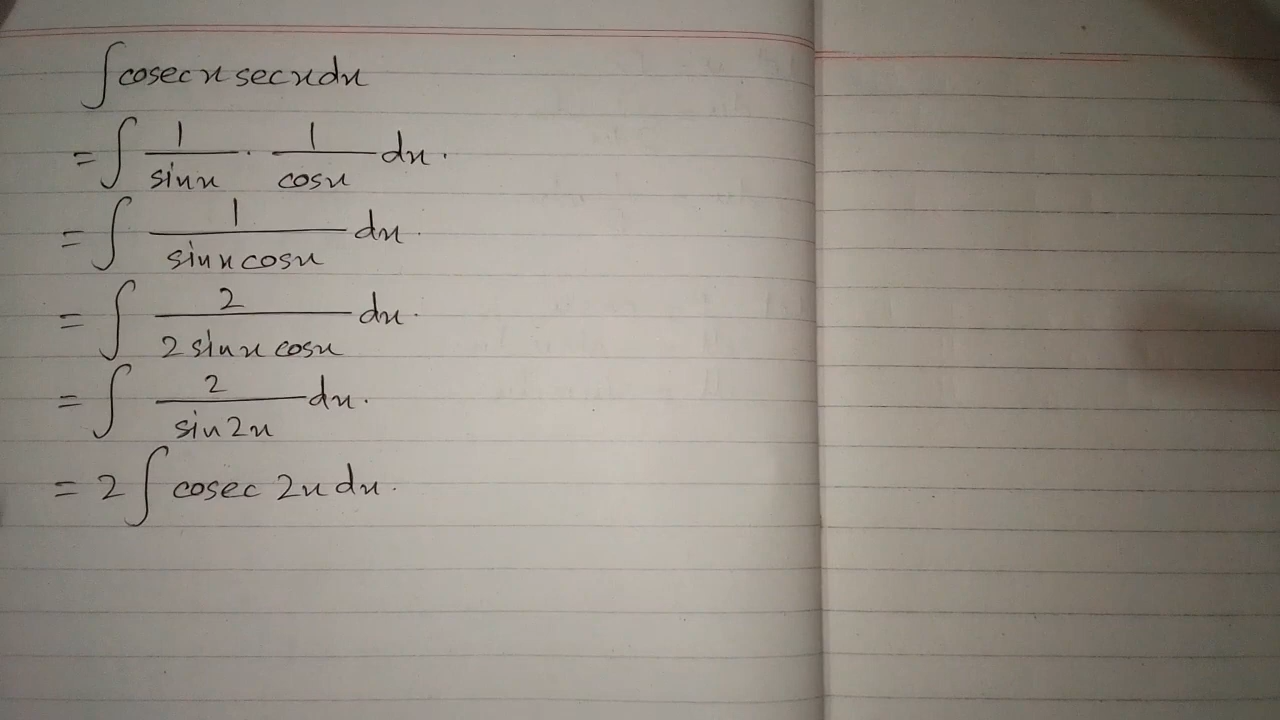 ∫ cosec x sec x dx
= ∫ 1/sin x · 1/cos x dx.
= ∫ 1/sin x cos x dx.
= ∫ 2/2 sin x cos x dx.
= ∫ 2/sin 2x dx.
= 2 ∫ cosec 2x dx.